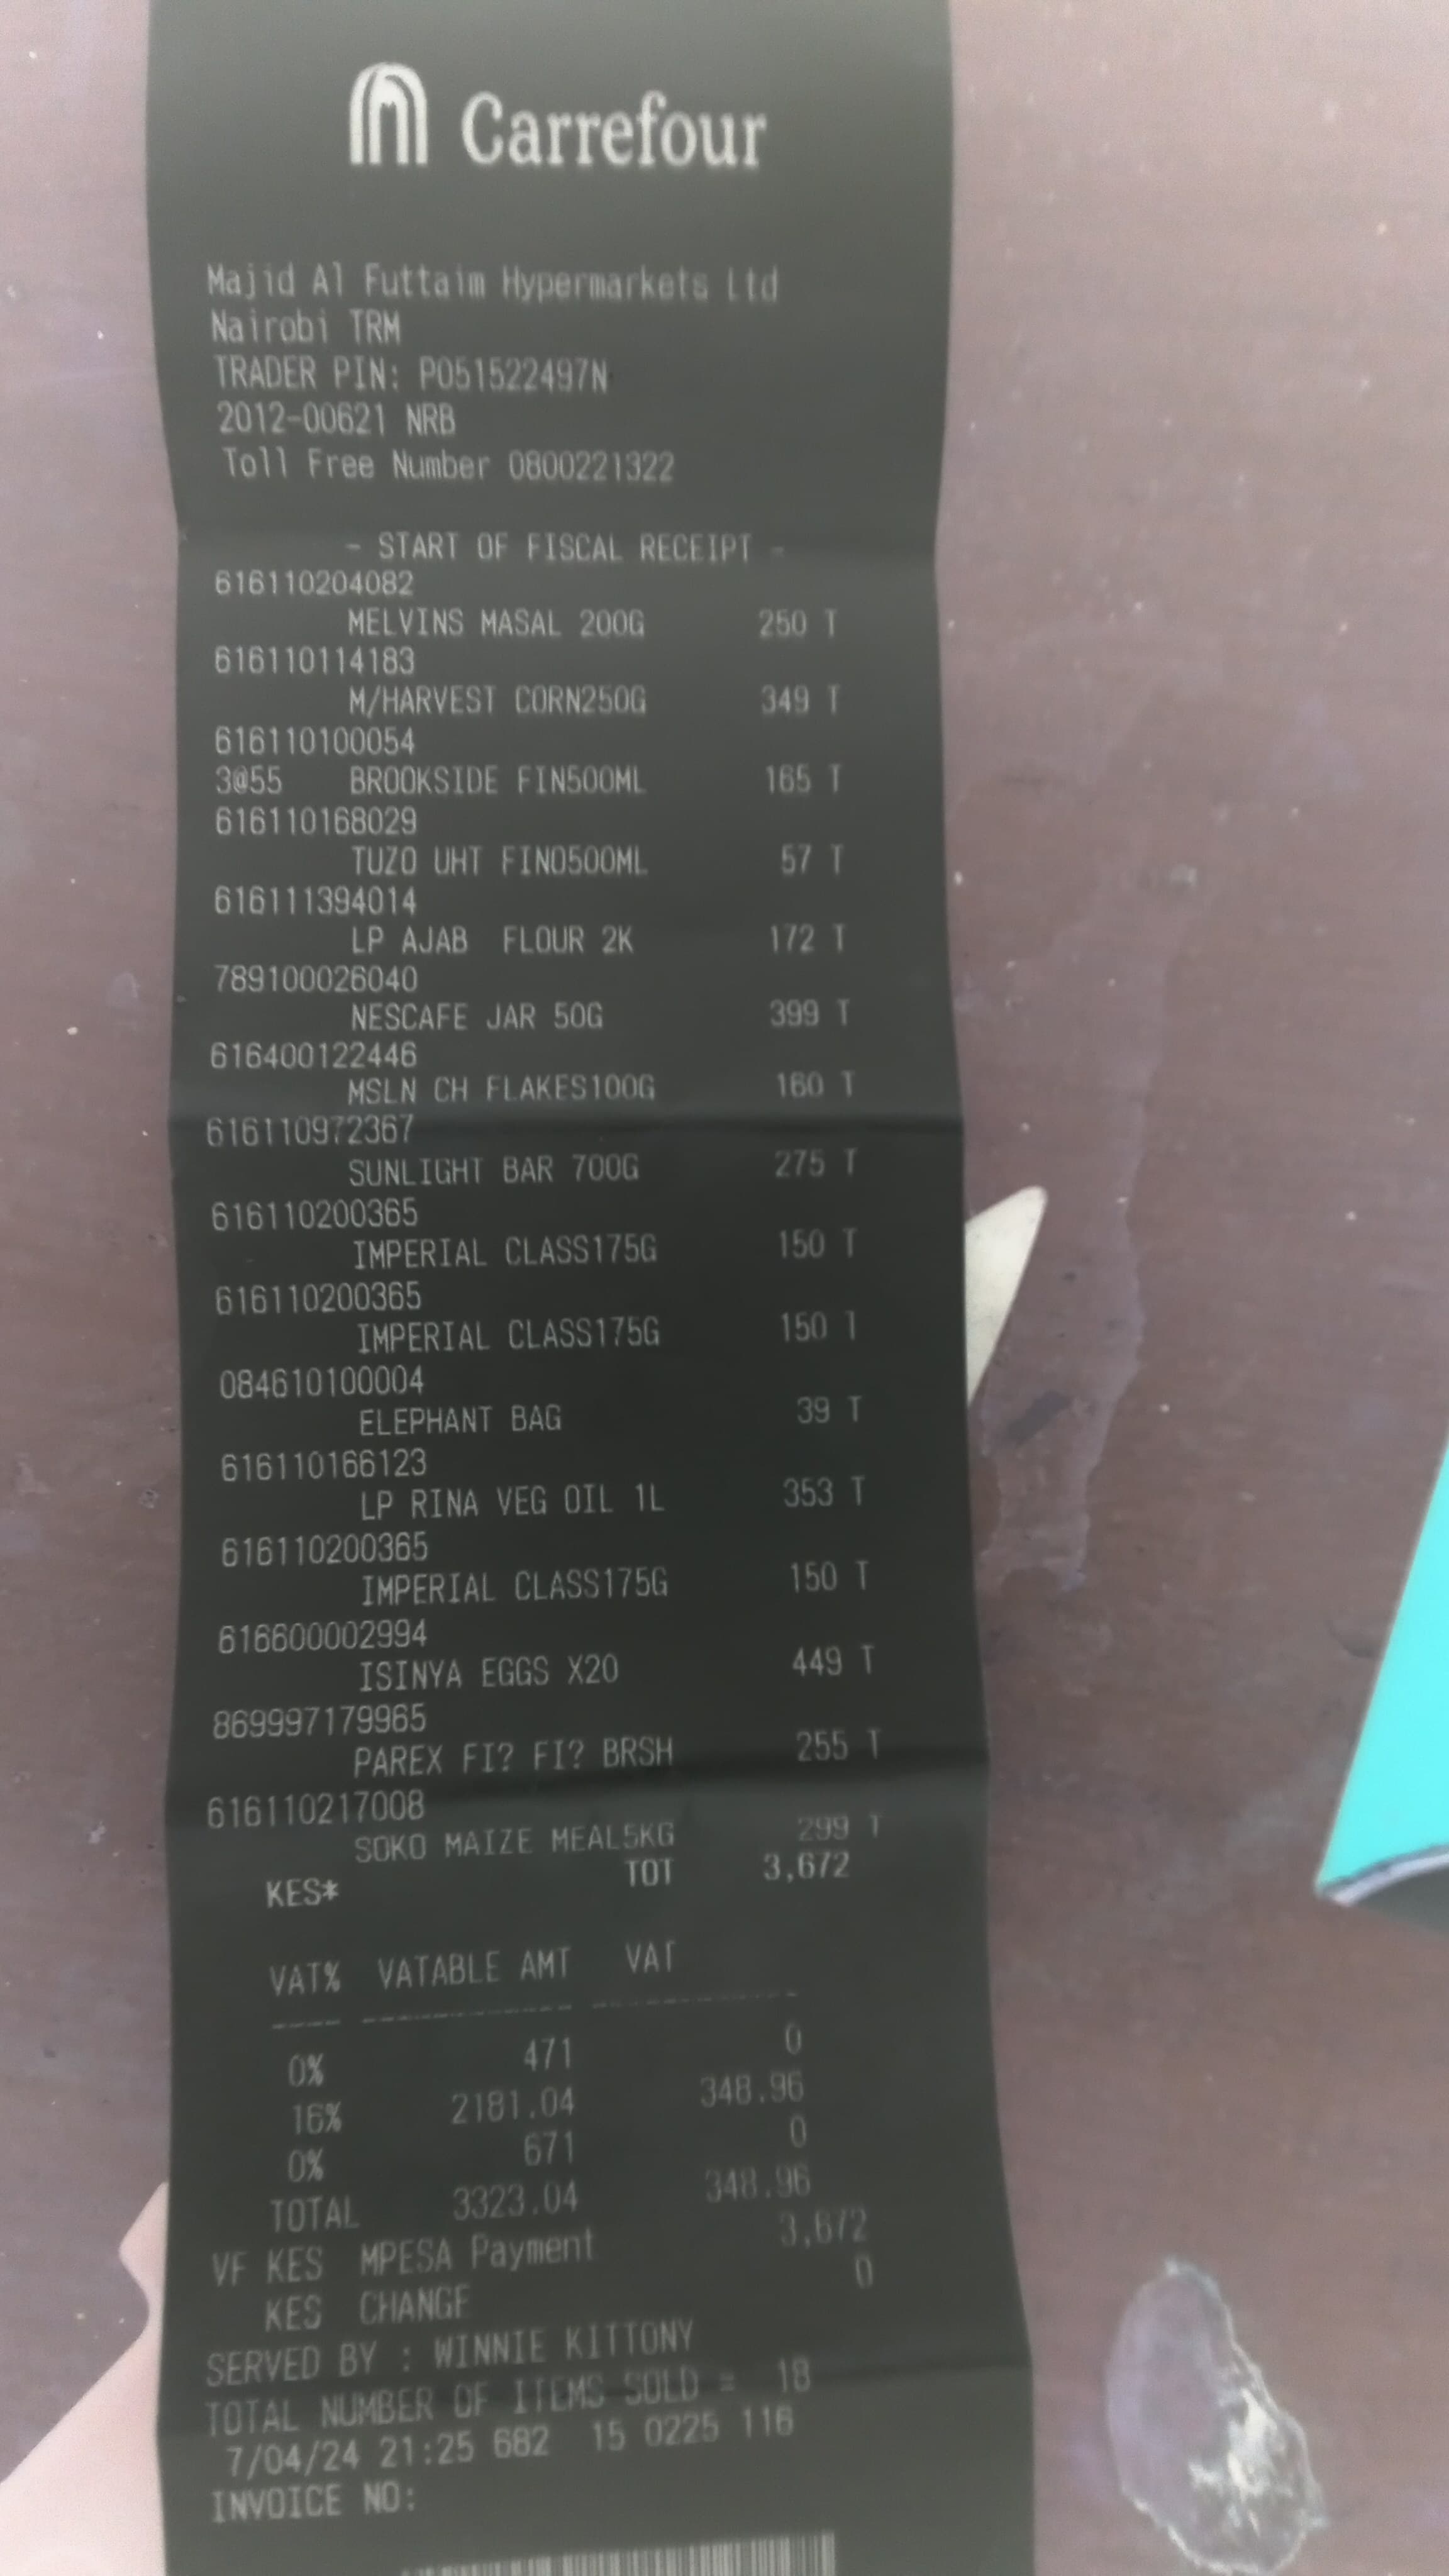 Carrefour
Majid Al Futtaim Hypermarkets Ltd
Nairobi TRM
TRADER PIN: P051522497N
2012-00621 NRB
Toll Free Number 0800221322
- START OF FISCAL RECEIPT -
616110204082
MELVINS MASAL 200G 250 T
616110114183
M/HARVEST CORN250G 349 T
616110100054
3@55 BROOKSIDE FIN500ML 165 T
616110168029
TUZO UHT FINO500ML 57 T
616111394014
LP AJAB FLOUR 2K 172 T
789100026040
NESCAFE JAR 50G 399 T
616400122446
MSLN CH FLAKES100G 160 T
616110972367
SUNLIGHT BAR 700G 275 T
616110200365
IMPERIAL CLASS175G 150 T
616110200365
IMPERIAL CLASS175G 150 T
084610100004
ELEPHANT BAG 39 T
616110166123
LP RINA VEG OIL 1L 353 T
616110200365
IMPERIAL CLASS175G 150 T
616600002994
ISINYA EGGS X20 449 T
869997179965
PAREX FI? FI? BRSH 255 T
616110217008
SOKO MAIZE MEAL5KG 299 T
KES* TOT 3,672
VAT% VATABLE AMT VAT
0% 471 0
16% 2181.04 348.96
0% 671 0
TOTAL 3323.04 348.96
VF KES MPESA Payment 3,672
KES CHANGE 0
SERVED BY : WINNIE KITTONY
TOTAL NUMBER OF ITEMS SOLD = 18
7/04/24 21:25 682 15 0225 116
INVOICE NO: